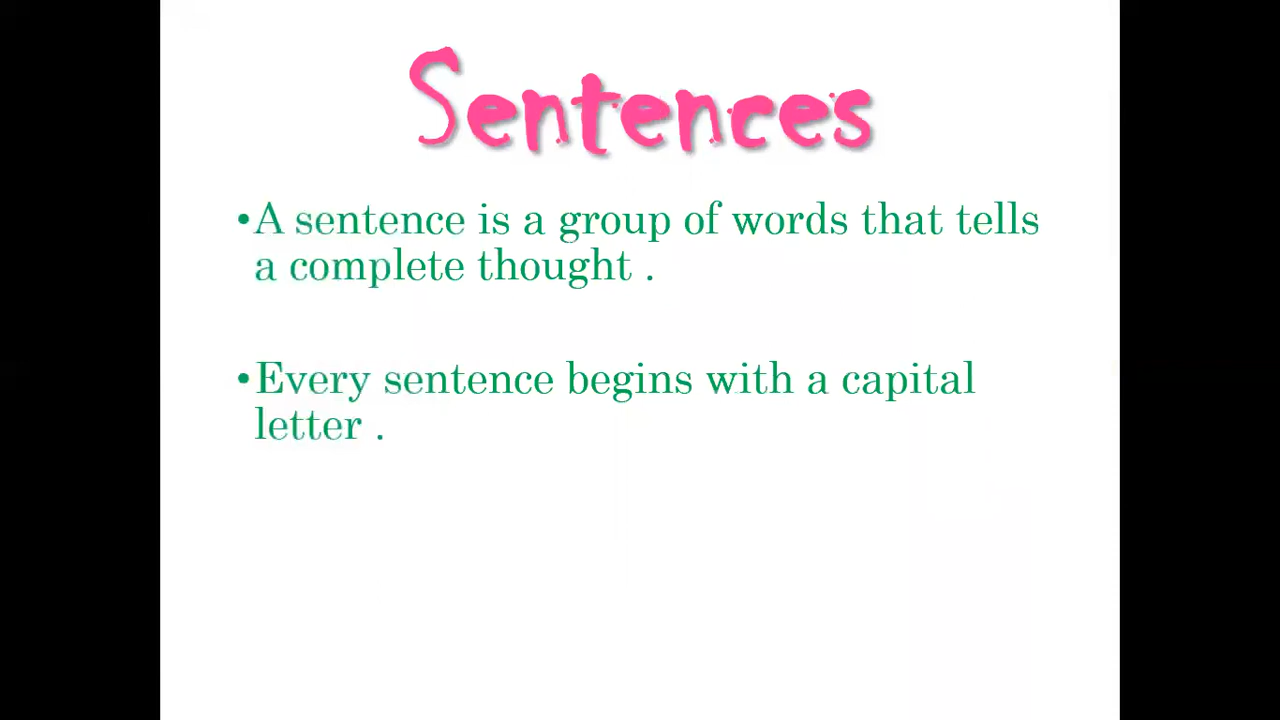 Sentences
•A sentence is a group of words that tells
a complete thought .
•Every sentence begins with a capital
letter .